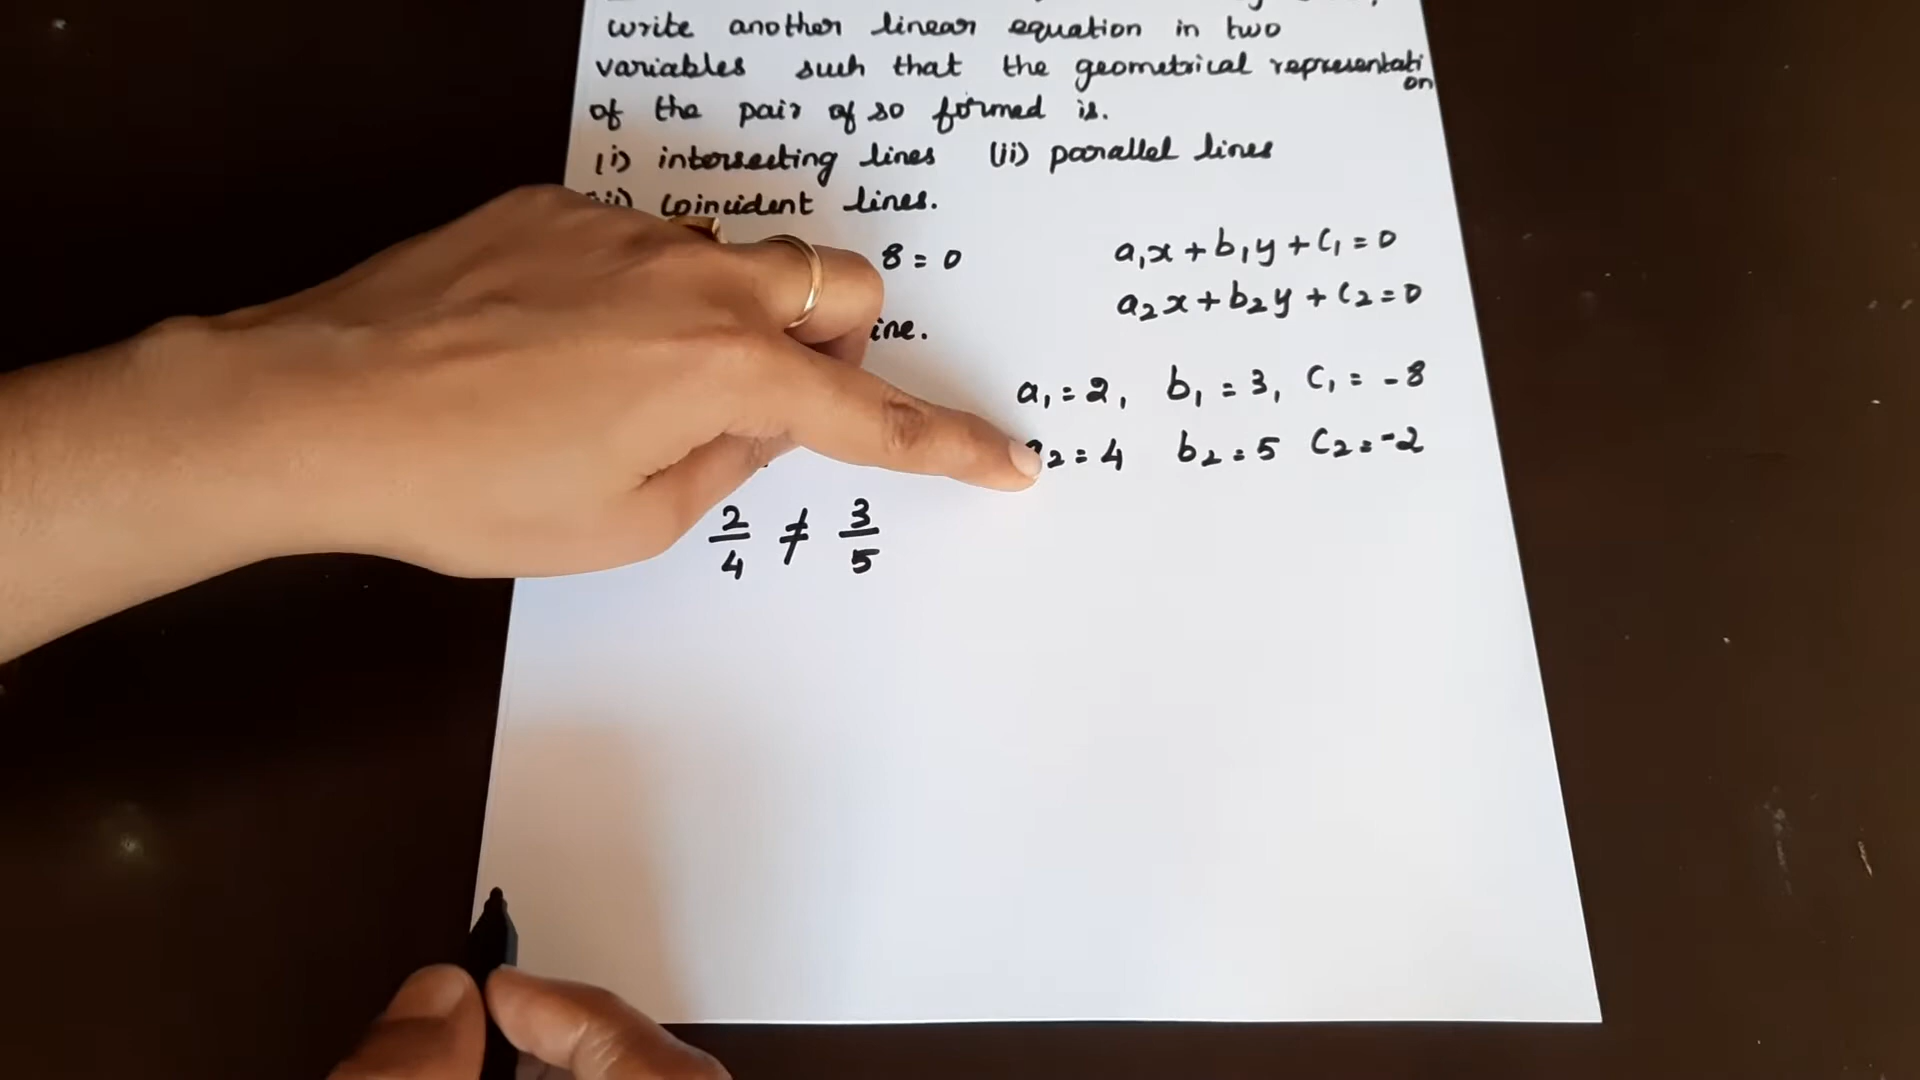 write another linear equation in two
variables such that the geometrical representation
of the pair of so formed is.
(i) intersecting lines (ii) parallel lines
coincident lines.
8 = 0
a₁x + b₁y + c₁ = 0
a₂x + b₂y + c₂ = 0
ine.
a₁ = 2, b₁ = 3, c₁ = -8
₂ = 4 b₂ = 5 c₂ = -2
2/4 ≠ 3/5